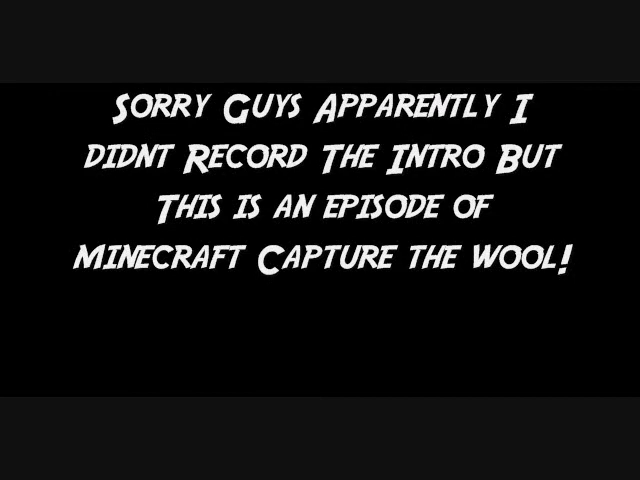 Sorry Guys Apparently I
didnt Record The Intro But
This is an episode of
Minecraft Capture the wool!